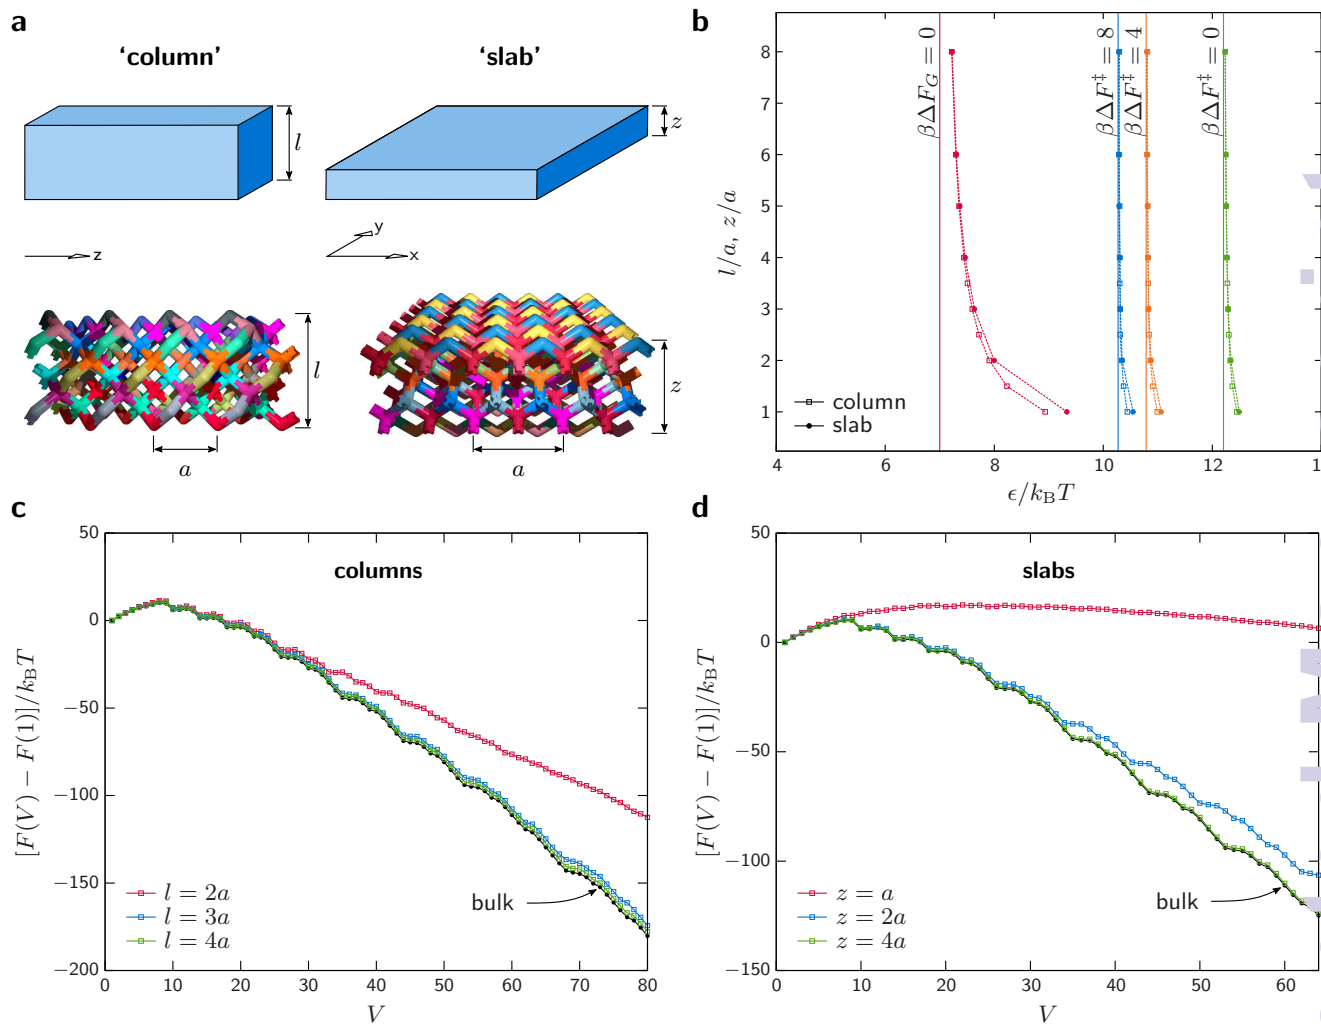 a
‘column’
‘slab’
l
z
y
z
x
l
z
a
a
b
l/a, z/a
8
7
6
5
4
3
2
1
βΔF_G = 0
βΔF‡ = 8
βΔF‡ = 4
βΔF‡ = 0
column
slab
4 6 8 10 12
ϵ/k_BT
c
[F(V) − F(1)]/k_BT
50
0
−50
−100
−150
−200
columns
bulk
l = 2a
l = 3a
l = 4a
0 10 20 30 40 50 60 70 80
V
d
[F(V) − F(1)]/k_BT
50
0
−50
−100
−150
slabs
bulk
z = a
z = 2a
z = 4a
0 10 20 30 40 50 60
V